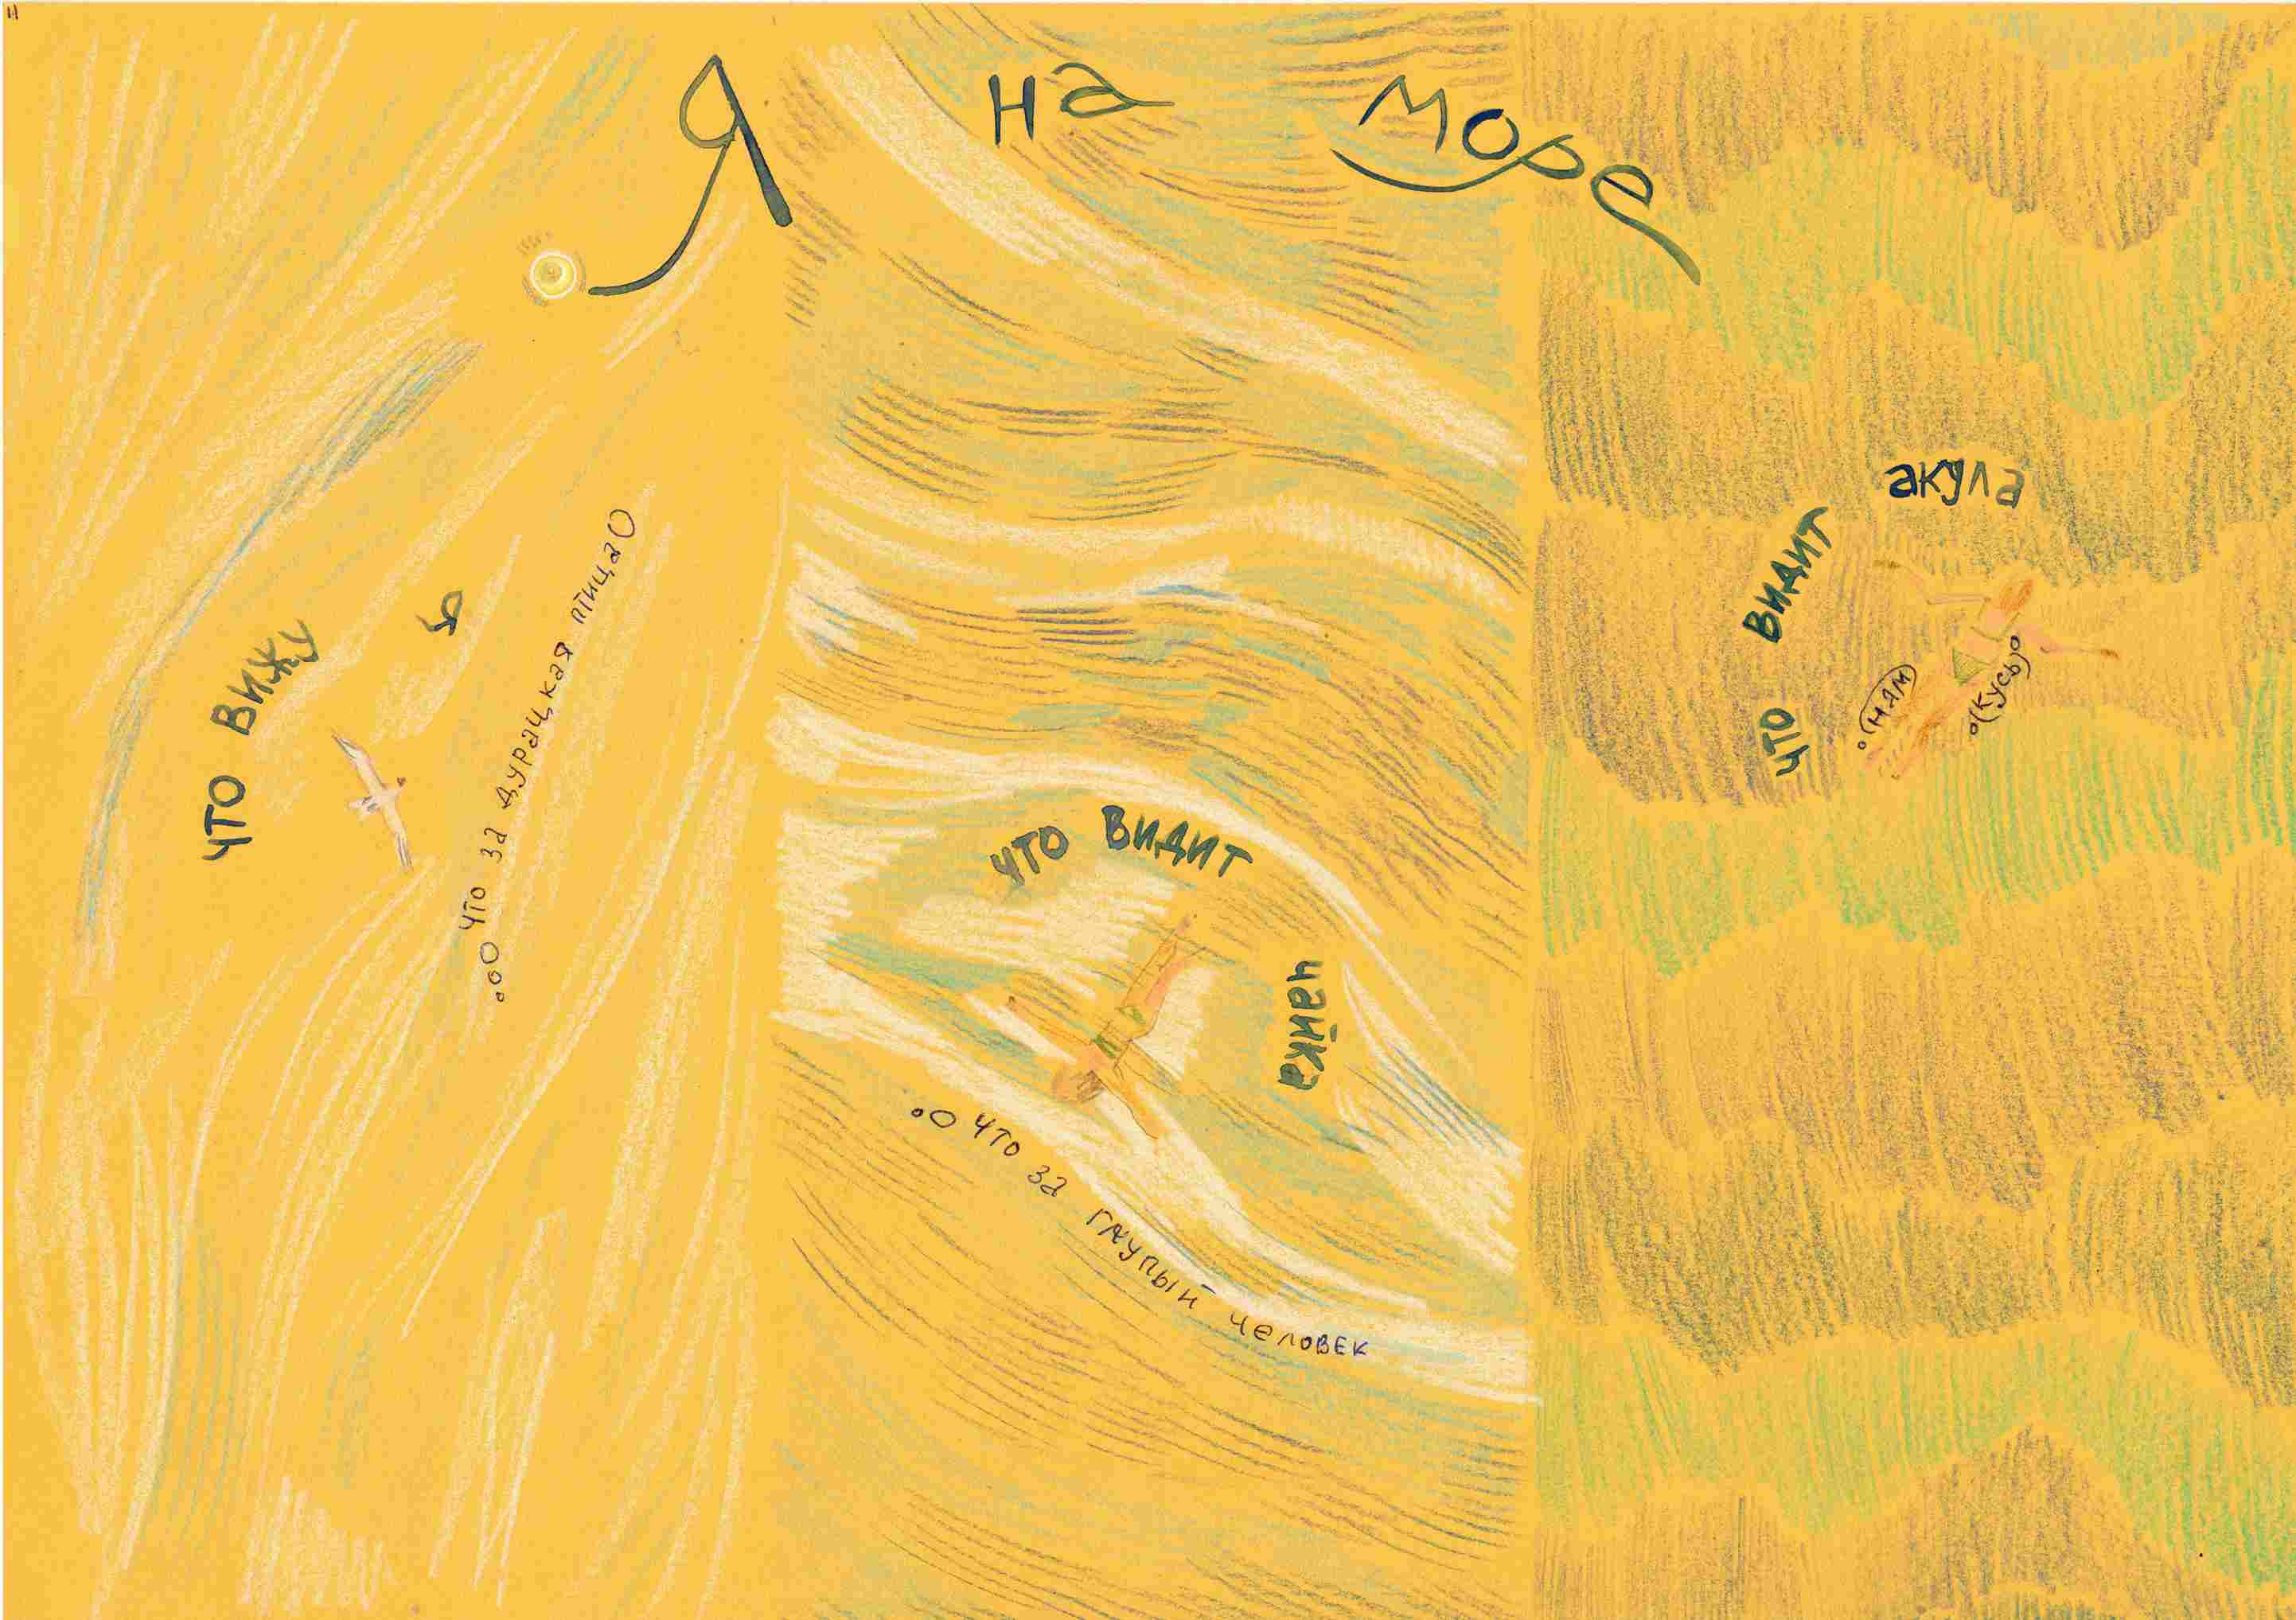 Я на море
что вижу
я
что за дурацкая птица
что видит
чайка
что за глупый человек
что видит
акула
ням
кусь